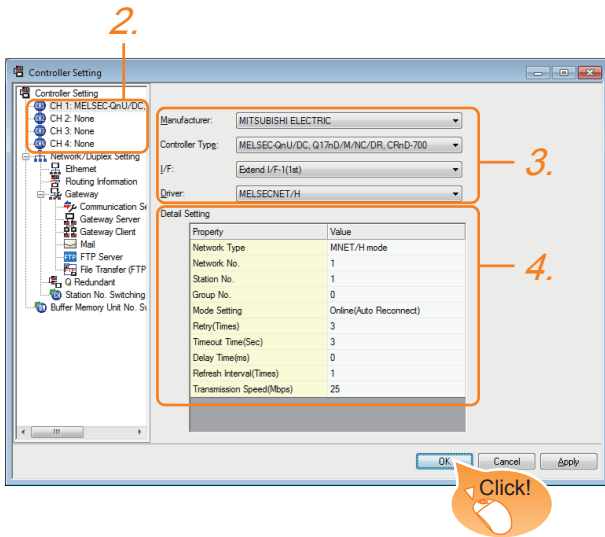 2.
Controller Setting
Controller Setting
CH 1: MELSEC-QnU/DC,
CH 2: None
CH 3: None
CH 4: None
Network/Duplex Setting
Ethernet
Routing Information
Gateway
Communication Se
Gateway Server
Gateway Client
Mail
FTP Server
File Transfer (FTP
Q Redundant
Station No. Switching
Buffer Memory Unit No. Sw
Manufacturer: MITSUBISHI ELECTRIC
Controller Type: MELSEC-QnU/DC, Q17nD/M/NC/DR, CRnD-700
I/F: Extend I/F-1(1st)
Driver: MELSECNET/H
3.
Detail Setting
Property Value
Network Type MNET/H mode
Network No. 1
Station No. 1
Group No. 0
Mode Setting Online(Auto Reconnect)
Retry(Times) 3
Timeout Time(Sec) 3
Delay Time(ms) 0
Refresh Interval(Times) 1
Transmission Speed(Mbps) 25
4.
OK Cancel Apply
Click!